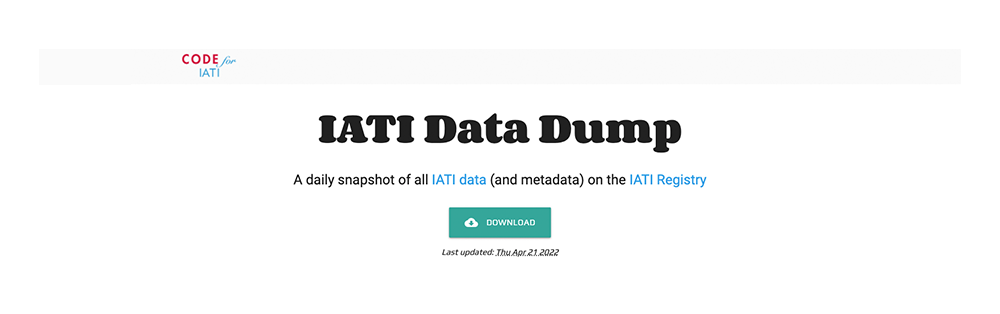 CODE for
IATI
IATI Data Dump
A daily snapshot of all IATI data (and metadata) on the IATI Registry
DOWNLOAD
Last updated: Thu Apr 21 2022